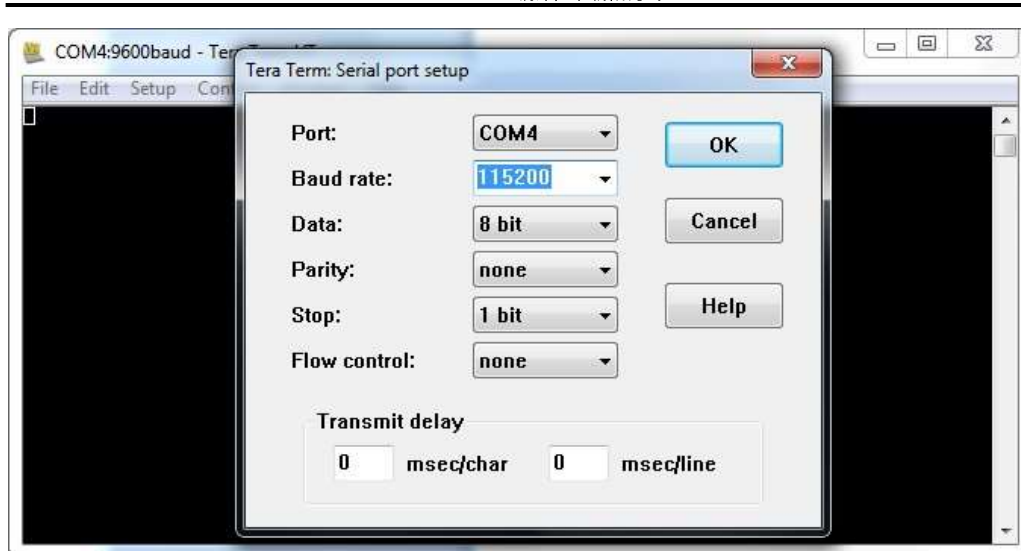 COM4:9600baud - Ter
File Edit Setup Con
Tera Term: Serial port setup
Port: COM4
Baud rate: 115200
Data: 8 bit
Parity: none
Stop: 1 bit
Flow control: none
OK
Cancel
Help
Transmit delay
0 msec/char 0 msec/line